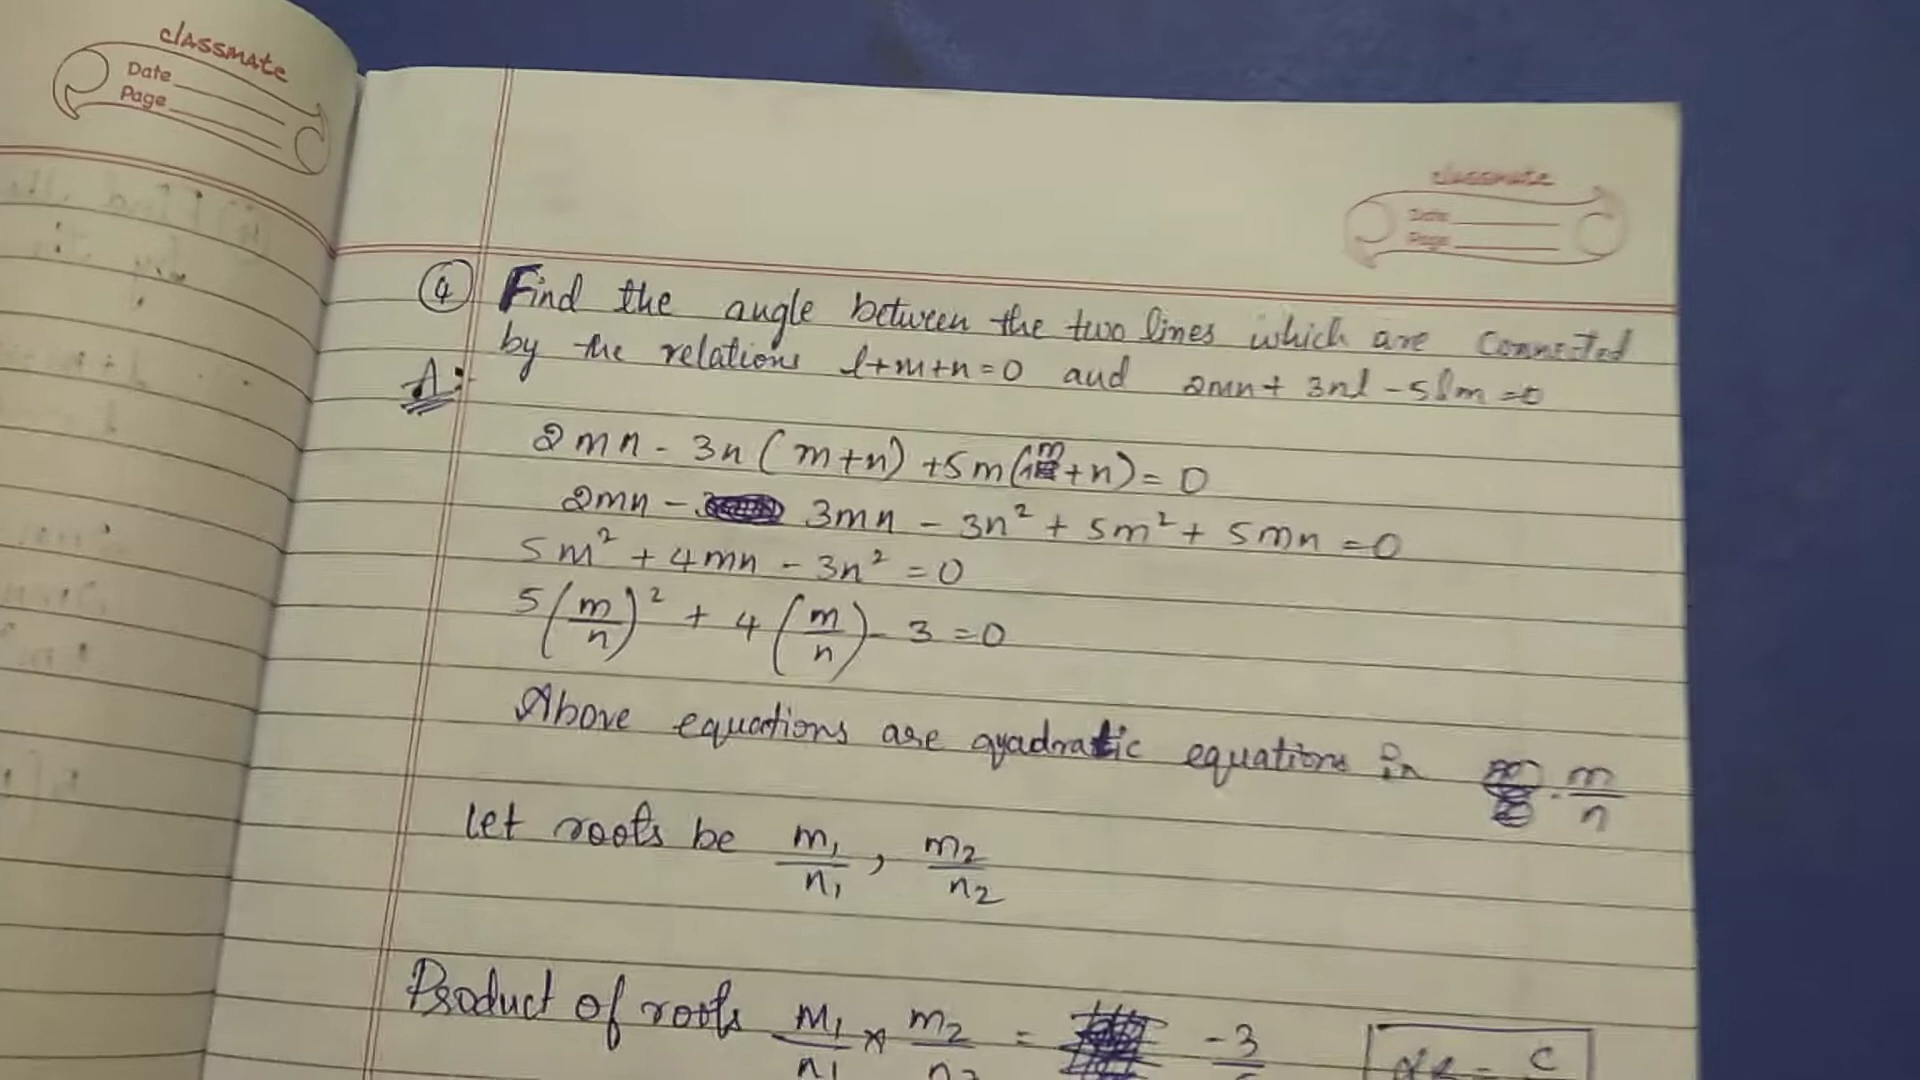 classmate
Date
Page
classmate
Date
Page
4 Find the angle between the two lines which are connected
by the relations l+m+n=0 and 2mn+ 3nl -5lm =0
A:
2mn - 3n (m+n) +5m(m+n) = 0
2mn - 3mn - 3n² + 5m² + 5mn =0
5m² + 4mn - 3n² = 0
5(m/n)² + 4(m/n) - 3 =0
Above equations are quadratic equations in m/n
Let roots be m₁/n₁ , m₂/n₂
Product of roots m₁/n₁ × m₂/n₂ = -3